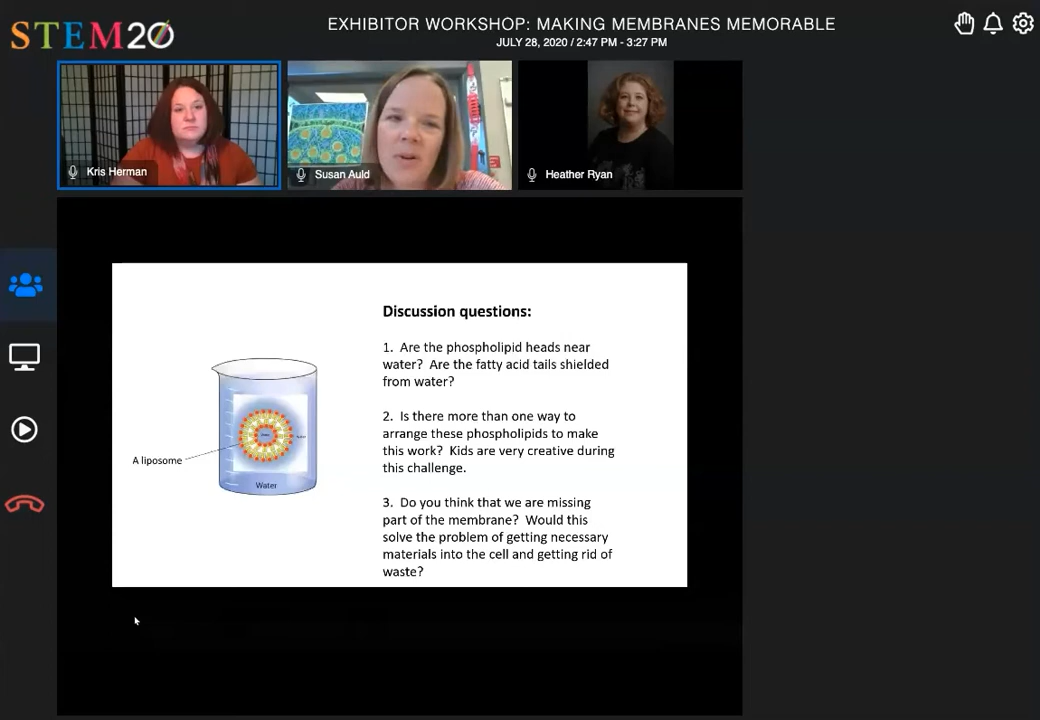 STEM20
EXHIBITOR WORKSHOP: MAKING MEMBRANES MEMORABLE
JULY 28, 2020 / 2:47 PM - 3:27 PM
Kris Herman
Susan Auld
Heather Ryan
Discussion questions:
1. Are the phospholipid heads near
water? Are the fatty acid tails shielded
from water?
2. Is there more than one way to
arrange these phospholipids to make
this work? Kids are very creative during
this challenge.
3. Do you think that we are missing
part of the membrane? Would this
solve the problem of getting necessary
materials into the cell and getting rid of
waste?
A liposome
Water